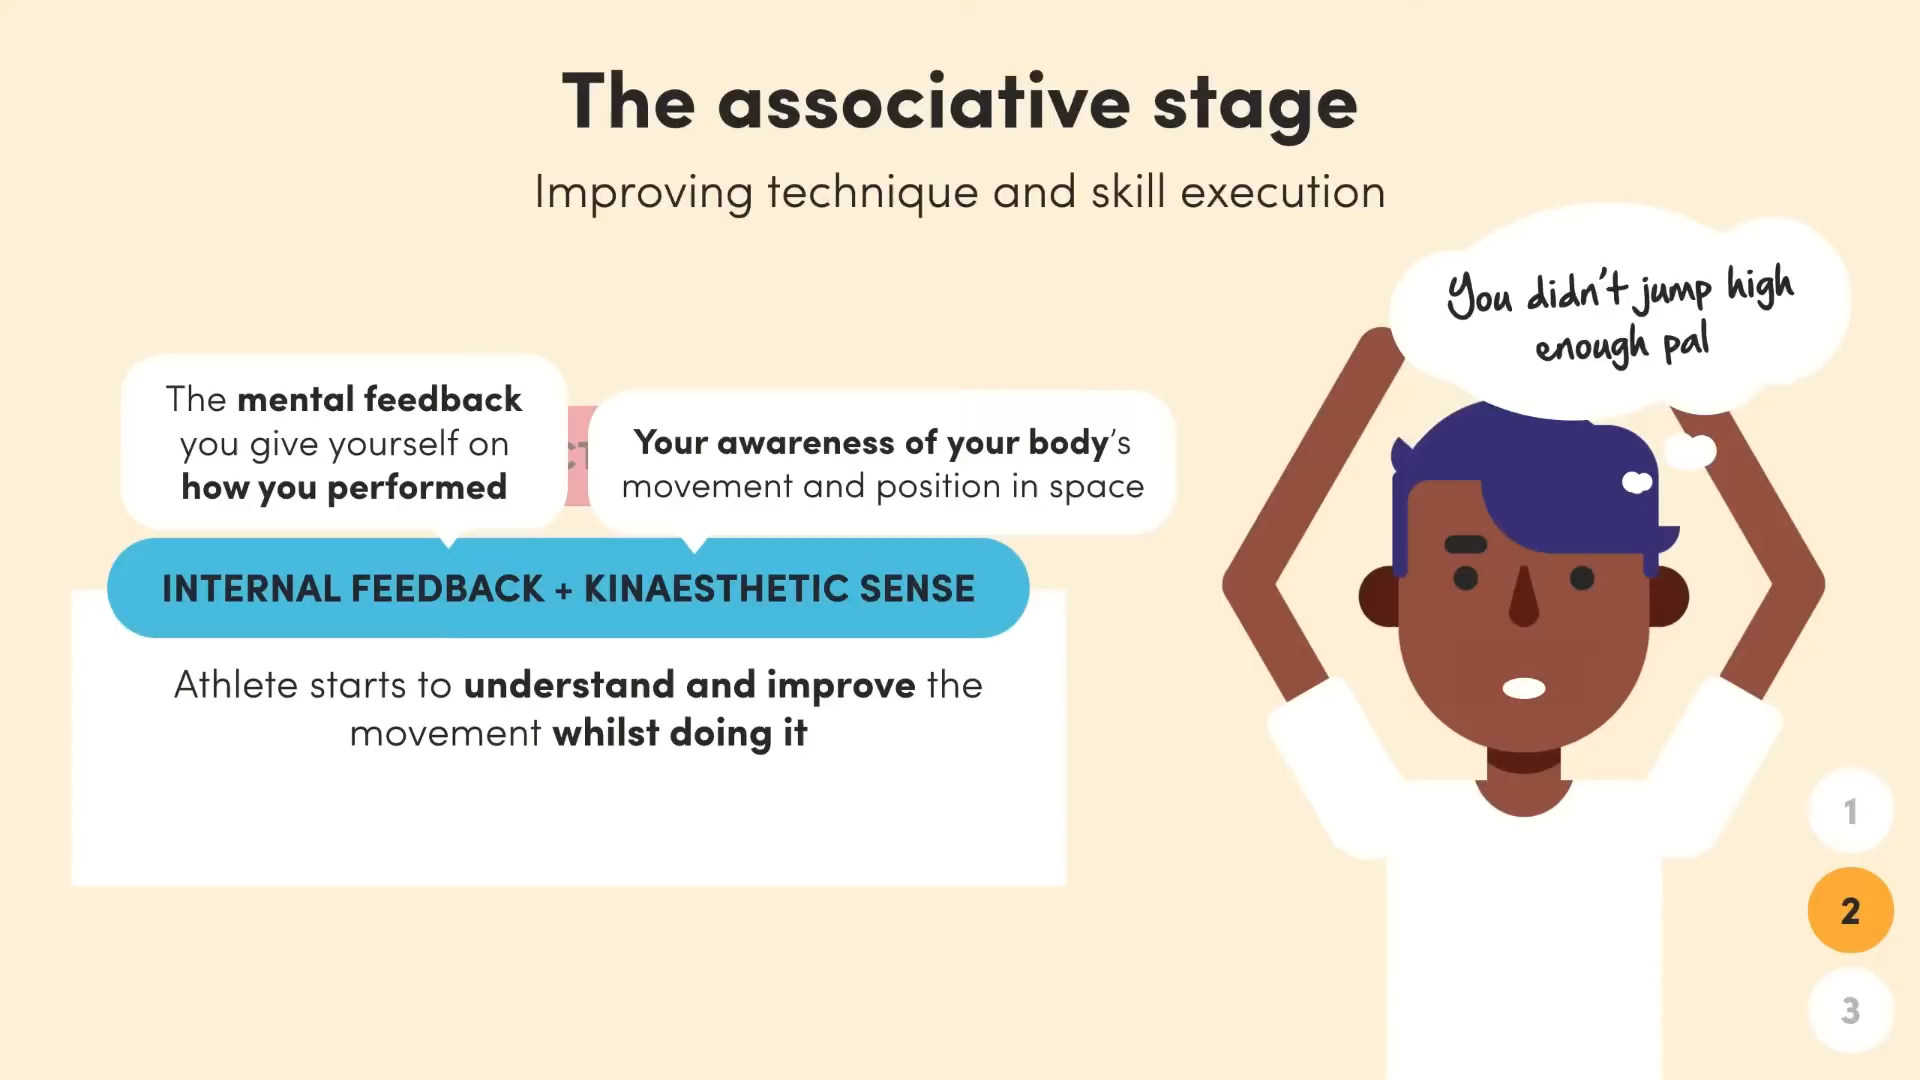 The associative stage
Improving technique and skill execution
You didn't jump high
enough pal
The mental feedback
you give yourself on
how you performed
Your awareness of your body's
movement and position in space
INTERNAL FEEDBACK + KINAESTHETIC SENSE
Athlete starts to understand and improve the
movement whilst doing it
1
2
3